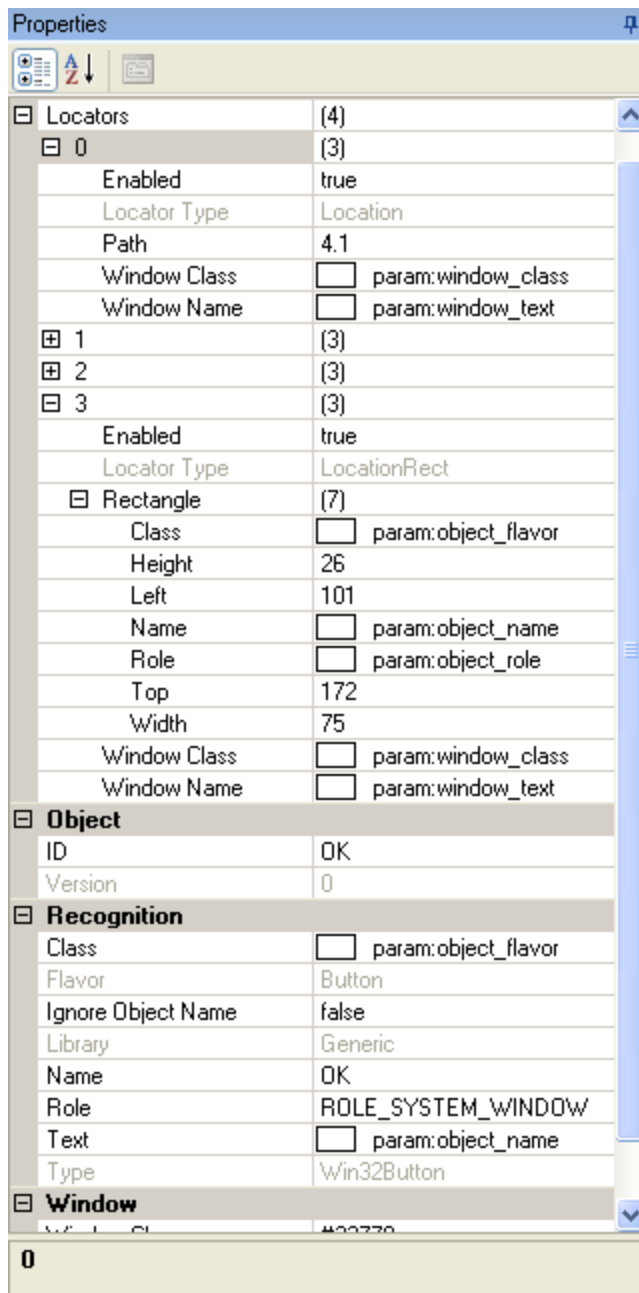 Properties
Locators (4)
0 (3)
Enabled true
Locator Type Location
Path 4.1
Window Class param:window_class
Window Name param:window_text
1 (3)
2 (3)
3 (3)
Enabled true
Locator Type LocationRect
Rectangle (7)
Class param:object_flavor
Height 26
Left 101
Name param:object_name
Role param:object_role
Top 172
Width 75
Window Class param:window_class
Window Name param:window_text
Object
ID OK
Version 0
Recognition
Class param:object_flavor
Flavor Button
Ignore Object Name false
Library Generic
Name OK
Role ROLE_SYSTEM_WINDOW
Text param:object_name
Type Win32Button
Window
0